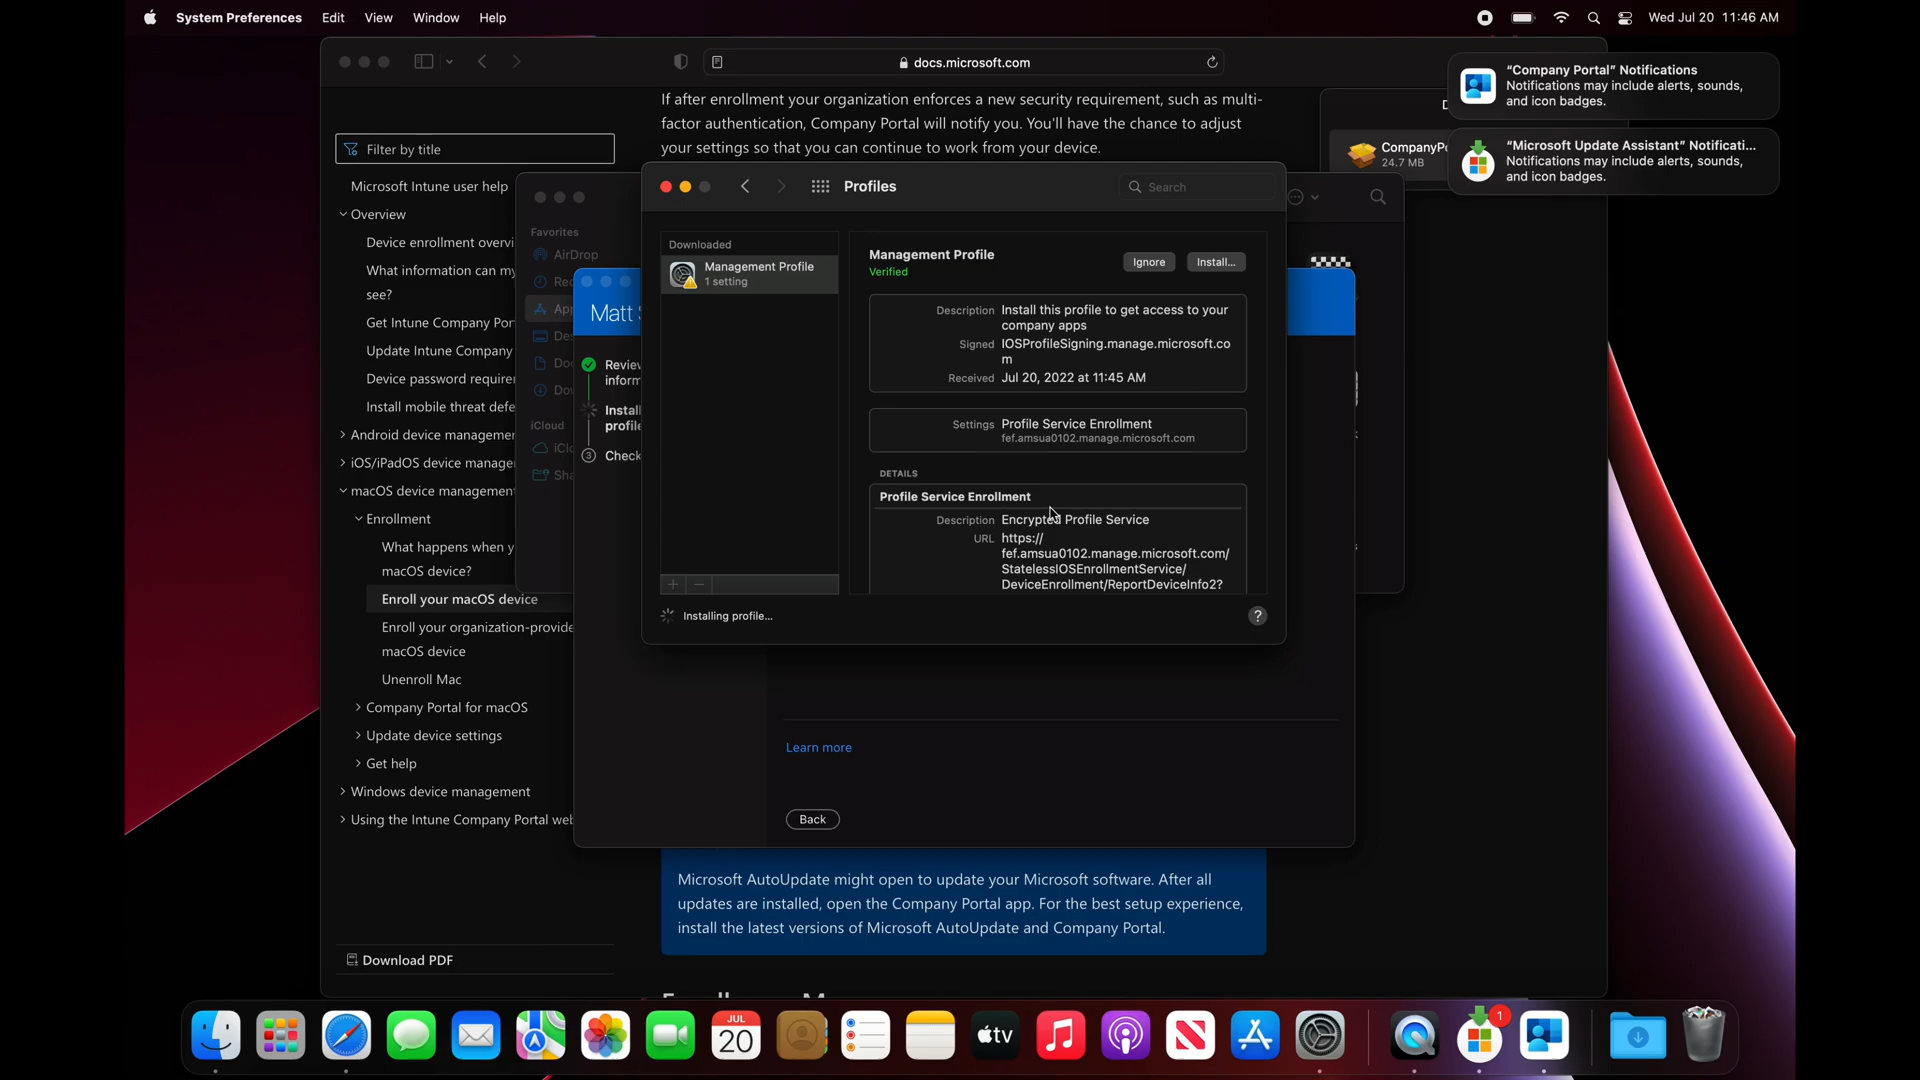 System Preferences Edit View Window Help
Wed Jul 20 11:46 AM
docs.microsoft.com
"Company Portal" Notifications
Notifications may include alerts, sounds,
and icon badges.
"Microsoft Update Assistant" Notificati...
Notifications may include alerts, sounds,
and icon badges.
24.7 MB
If after enrollment your organization enforces a new security requirement, such as multi-
factor authentication, Company Portal will notify you. You'll have the chance to adjust
your settings so that you can continue to work from your device.
Filter by title
Microsoft Intune user help
Overview
Device enrollment
What information can
see?
Get Intune Company
Update Intune Company
Device password
Install mobile threat
Android device
iOS/iPadOS device
macOS device management
Enrollment
What happens when
macOS device?
Enroll your macOS device
Enroll your
macOS device
Unenroll Mac
Company Portal for macOS
Update device settings
Get help
Windows device management
Using the Intune Company Portal
Download PDF
Favorites
AirDrop
iCloud
Matt
Check
Profiles
Search
Downloaded
Management Profile
1 setting
Management Profile
Verified
Ignore
Install...
Description Install this profile to get access to your
company apps
Signed IOSProfileSigning.manage.microsoft.co
m
Received Jul 20, 2022 at 11:45 AM
Settings Profile Service Enrollment
fef.amsua0102.manage.microsoft.com
DETAILS
Profile Service Enrollment
Description Encrypted Profile Service
URL https://
fef.amsua0102.manage.microsoft.com/
StatelessIOSEnrollmentService/
DeviceEnrollment/ReportDeviceInfo2?
Installing profile...
?
Learn more
Back
Microsoft AutoUpdate might open to update your Microsoft software. After all
updates are installed, open the Company Portal app. For the best setup experience,
install the latest versions of Microsoft AutoUpdate and Company Portal.
JUL
20
tv
1